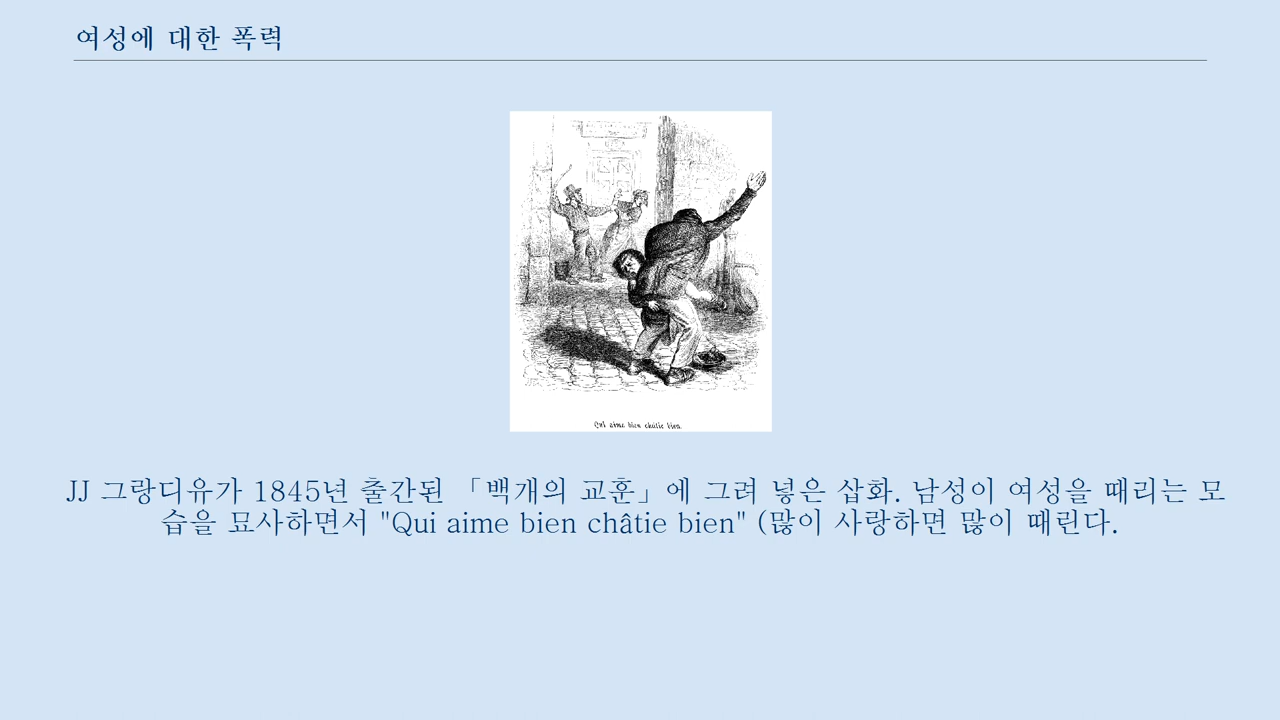 여성에 대한 폭력
Qui aime bien châtie bien.
JJ 그랑디유가 1845년 출간된 「백개의 교훈」에 그려 넣은 삽화. 남성이 여성을 때리는 모
습을 묘사하면서 "Qui aime bien châtie bien" (많이 사랑하면 많이 때린다.